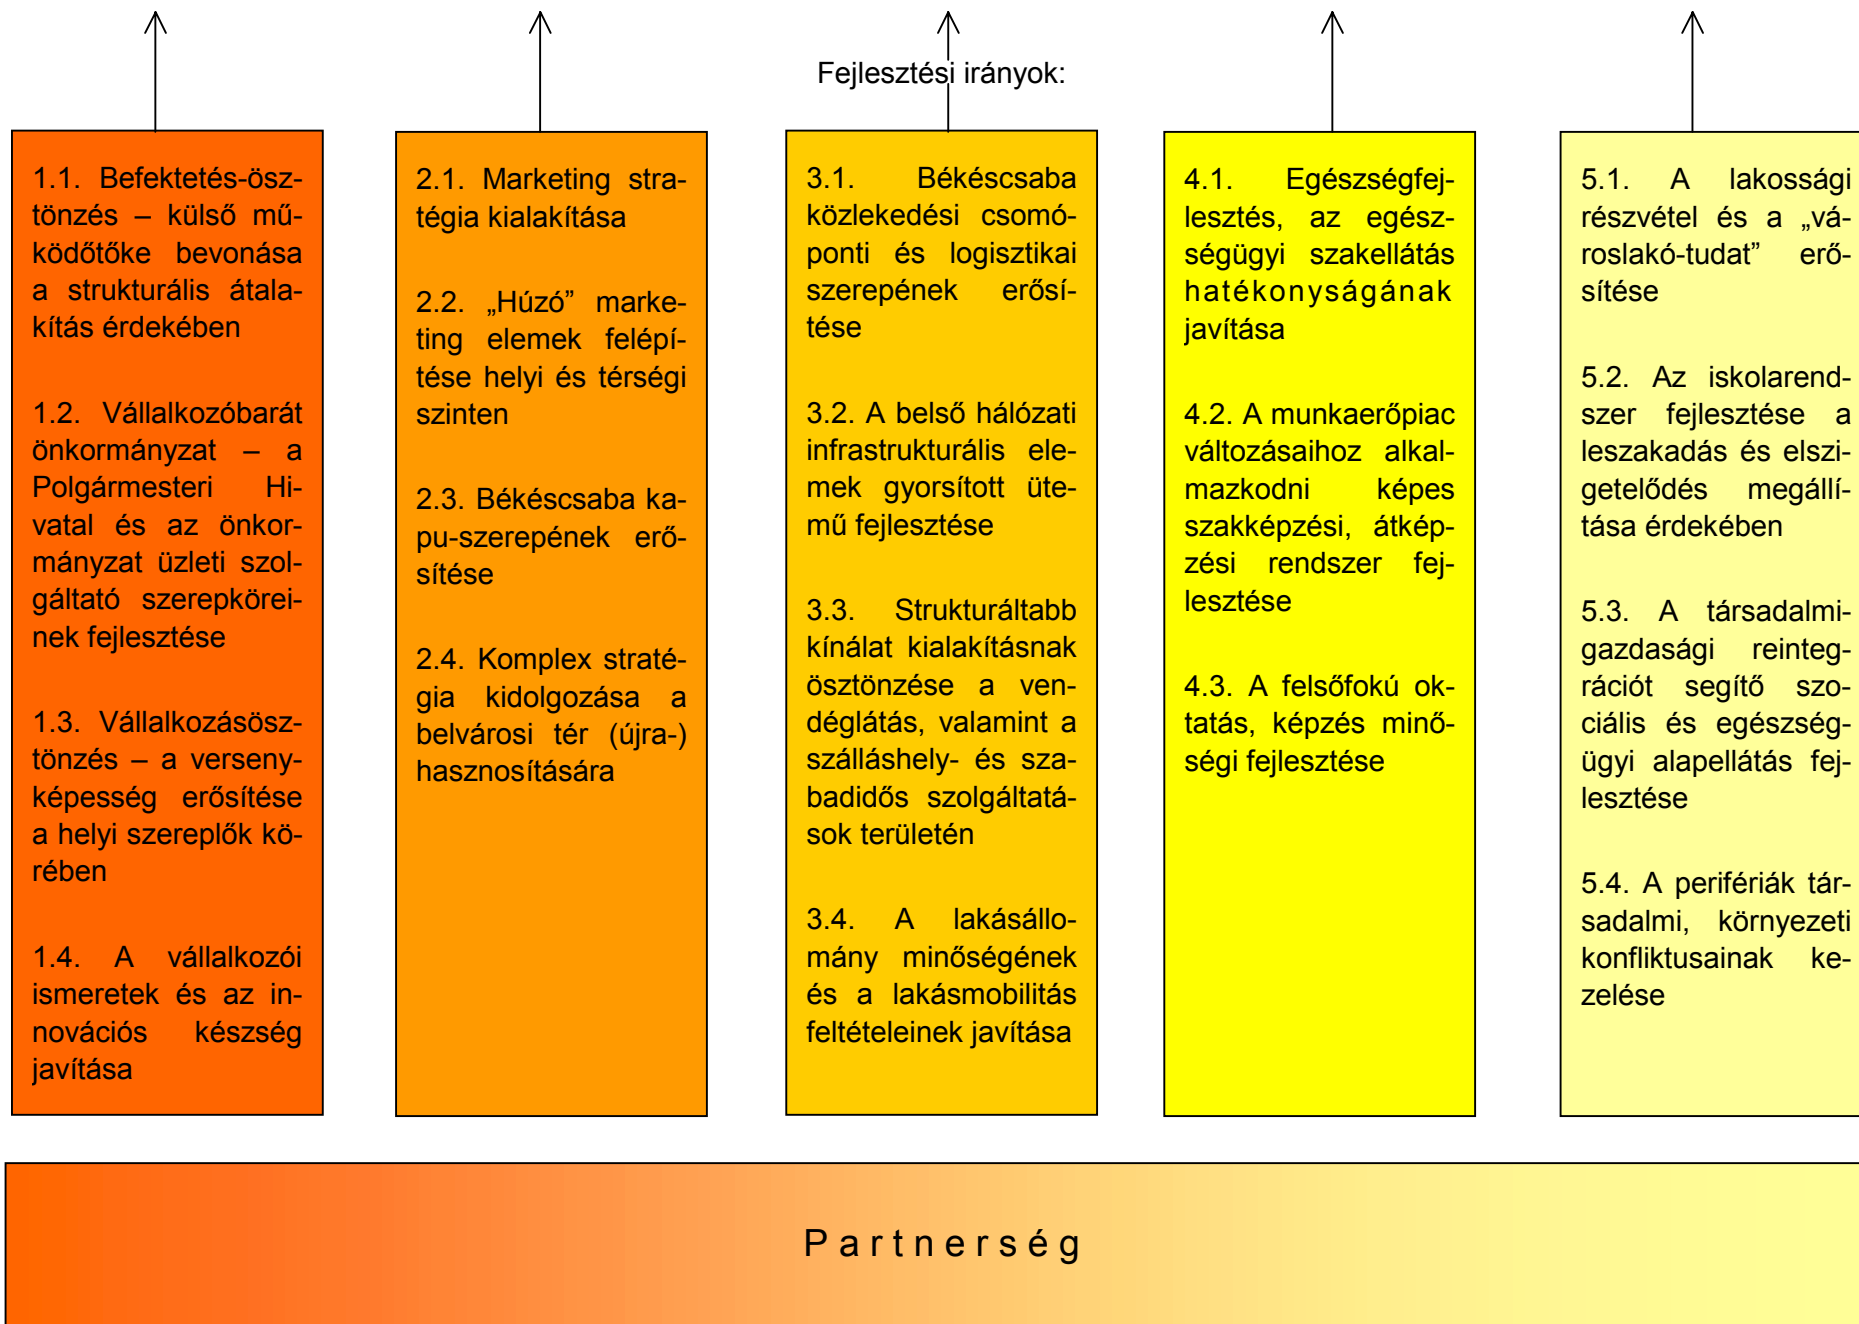 Fejlesztési irányok:
1.1. Befektetés-ösz-
tönzés – külső mű-
ködőtőke bevonása
a strukturális átala-
kítás érdekében
1.2. Vállalkozóbarát
önkormányzat – a
Polgármesteri Hi-
vatal és az önkor-
mányzat üzleti szol-
gáltató szerepkörei-
nek fejlesztése
1.3. Vállalkozásösz-
tönzés – a verseny-
képesség erősítése
a helyi szereplők kö-
rében
1.4. A vállalkozói
ismeretek és az in-
novációs készség
javítása
2.1. Marketing stra-
tégia kialakítása
2.2. „Húzó” marke-
ting elemek felépí-
tése helyi és térségi
szinten
2.3. Békéscsaba ka-
pu-szerepének erő-
sítése
2.4. Komplex straté-
gia kidolgozása a
belvárosi tér (újra-)
hasznosítására
3.1. Békéscsaba
közlekedési csomó-
ponti és logisztikai
szerepének erősí-
tése
3.2. A belső hálózati
infrastrukturális ele-
mek gyorsított üte-
mű fejlesztése
3.3. Strukturáltabb
kínálat kialakításnak
ösztönzése a ven-
déglátás, valamint a
szálláshely- és sza-
badidős szolgáltatá-
sok területén
3.4. A lakásállo-
mány minőségének
és a lakásmobilitás
feltételeinek javítása
4.1. Egészségfej-
lesztés, az egész-
ségügyi szakellátás
hatékonyságának
javítása
4.2. A munkaerőpiac
változásaihoz alkal-
mazkodni képes
szakképzési, átkép-
zési rendszer fej-
lesztése
4.3. A felsőfokú ok-
tatás, képzés minő-
ségi fejlesztése
5.1. A lakossági
részvétel és a „vá-
roslakó-tudat” erő-
sítése
5.2. Az iskolarend-
szer fejlesztése a
leszakadás és elszi-
getelődés megállí-
tása érdekében
5.3. A társadalmi-
gazdasági reinteg-
rációt segítő szo-
ciális és egészség-
ügyi alapellátás fej-
lesztése
5.4. A perifériák tár-
sadalmi, környezeti
konfliktusainak ke-
zelése
Partnerség